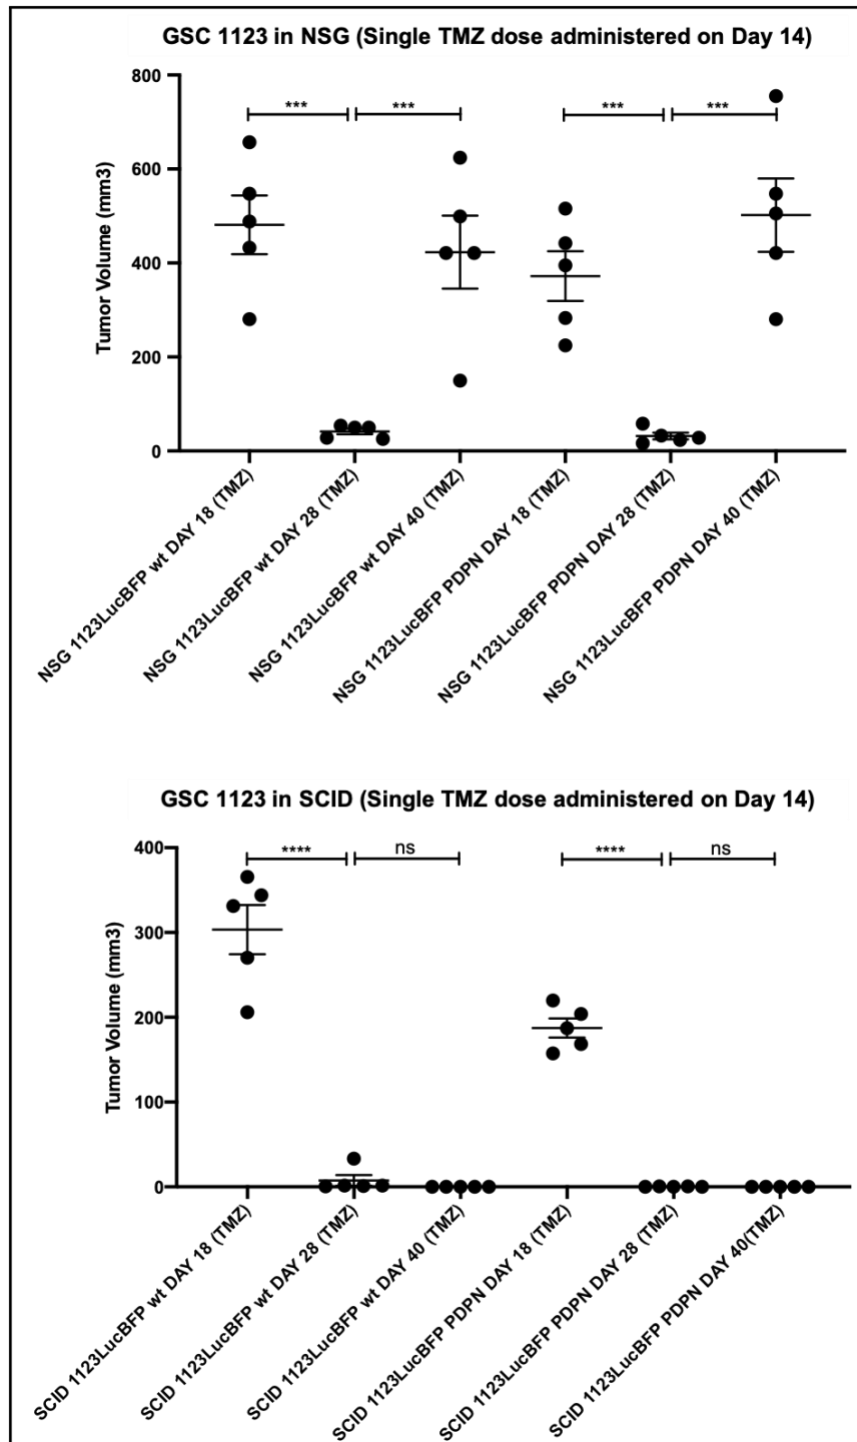 GSC 1123 in NSG (Single TMZ dose administered on Day 14)
800
600
400
200
0
Tumor Volume (mm3)
***
***
***
***
NSG 1123LucBFP wt DAY 18 (TMZ)
NSG 1123LucBFP wt DAY 28 (TMZ)
NSG 1123LucBFP wt DAY 40 (TMZ)
NSG 1123LucBFP PDPN DAY 18 (TMZ)
NSG 1123LucBFP PDPN DAY 28 (TMZ)
NSG 1123LucBFP PDPN DAY 40 (TMZ)
GSC 1123 in SCID (Single TMZ dose administered on Day 14)
400
300
200
100
0
Tumor Volume (mm3)
****
ns
****
ns
SCID 1123LucBFP wt DAY 18 (TMZ)
SCID 1123LucBFP wt DAY 28 (TMZ)
SCID 1123LucBFP wt DAY 40 (TMZ)
SCID 1123LucBFP PDPN DAY 18 (TMZ)
SCID 1123LucBFP PDPN DAY 28 (TMZ)
SCID 1123LucBFP PDPN DAY 40(TMZ)